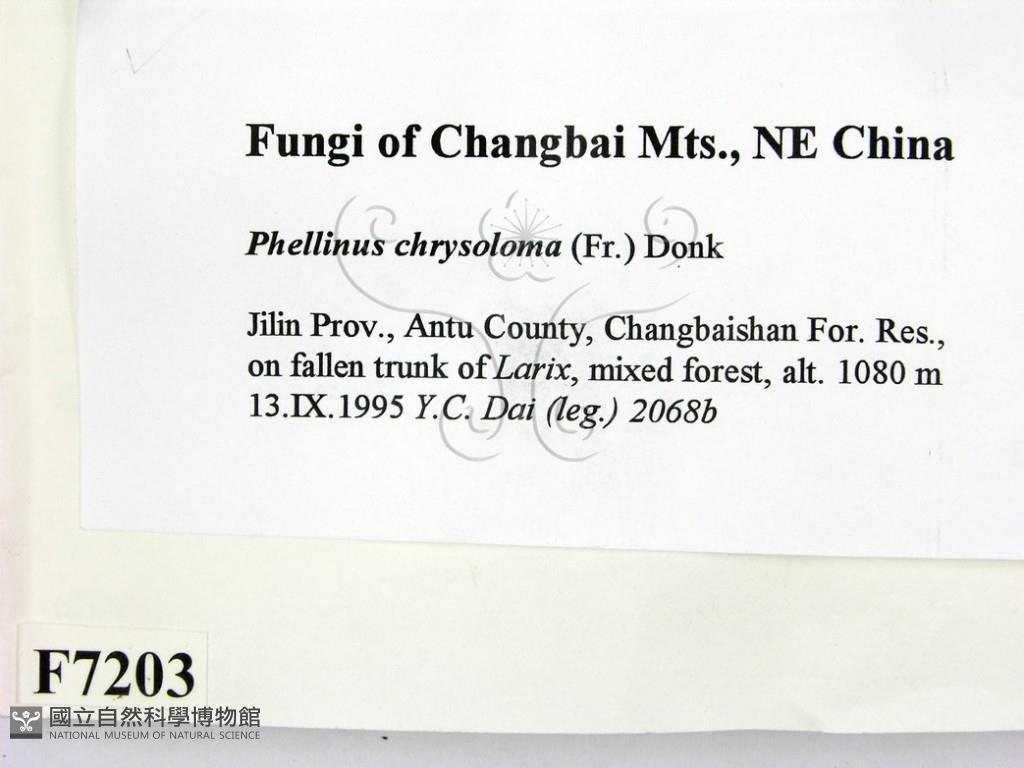 Fungi of Changbai Mts., NE China
Phellinus chrysoloma (Fr.) Donk
Jilin Prov., Antu County, Changbaishan For. Res.,
on fallen trunk of Larix, mixed forest, alt. 1080 m
13.IX.1995 Y.C. Dai (leg.) 2068b
F7203
國立自然科學博物館
NATIONAL MUSEUM OF NATURAL SCIENCE